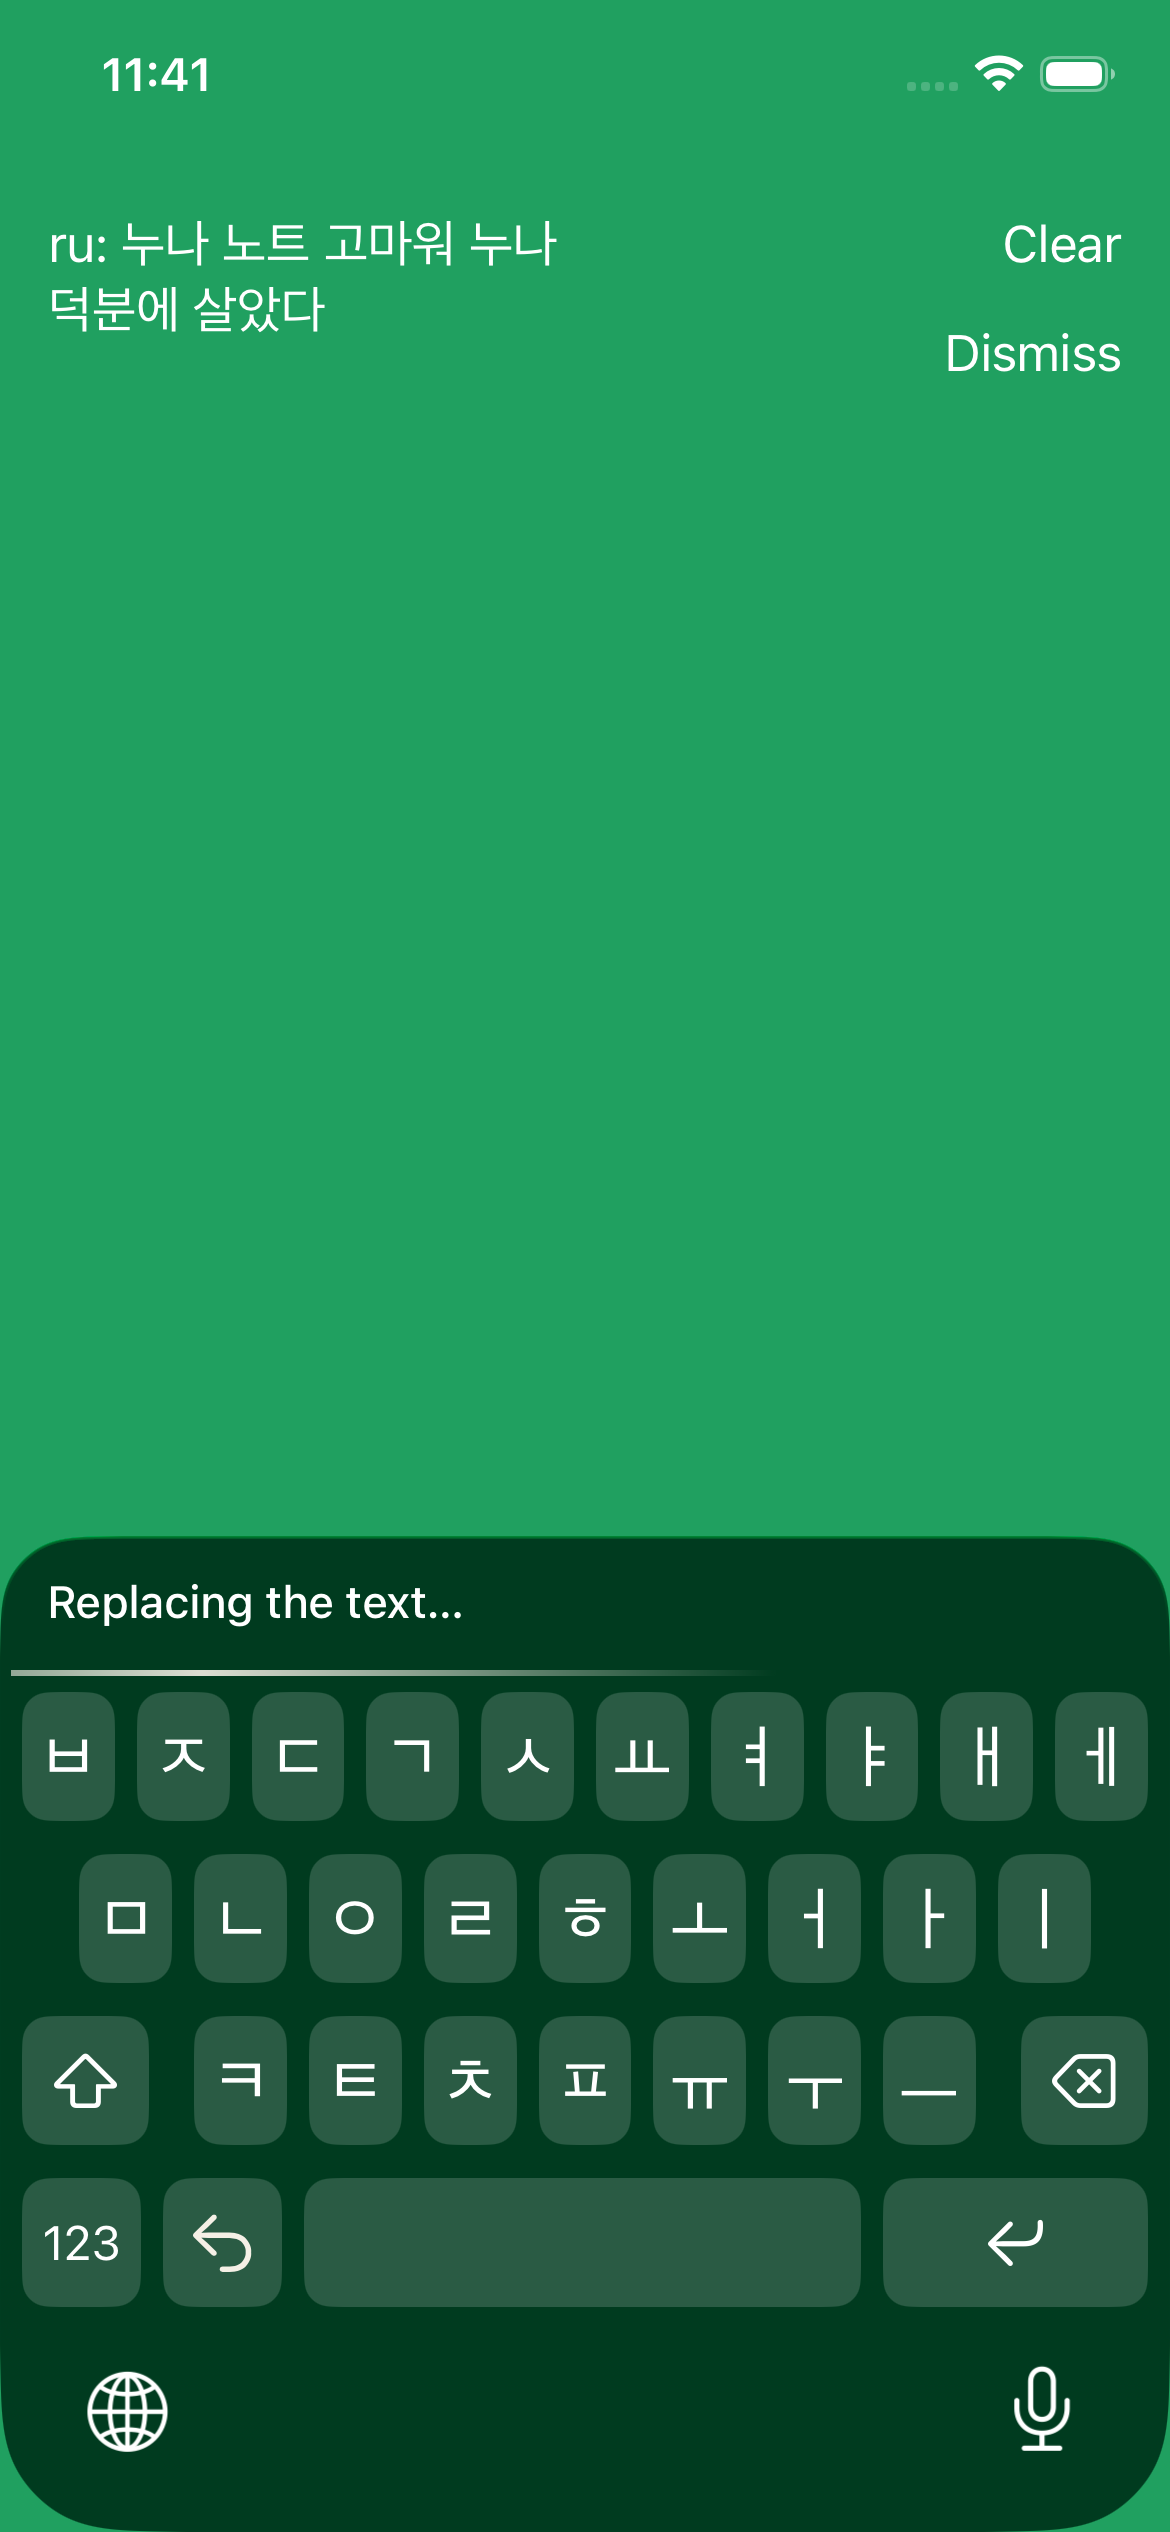 11:41
ru: 누나 노트 고마워 누나
덕분에 살았다
Clear
Dismiss
Replacing the text...
ㅂ ㅈ ㄷ ㄱ ㅅ ㅛ ㅕ ㅑ ㅐ ㅔ
ㅁ ㄴ ㅇ ㄹ ㅎ ㅗ ㅓ ㅏ ㅣ
ㅋ ㅌ ㅊ ㅍ ㅠ ㅜ ㅡ
123